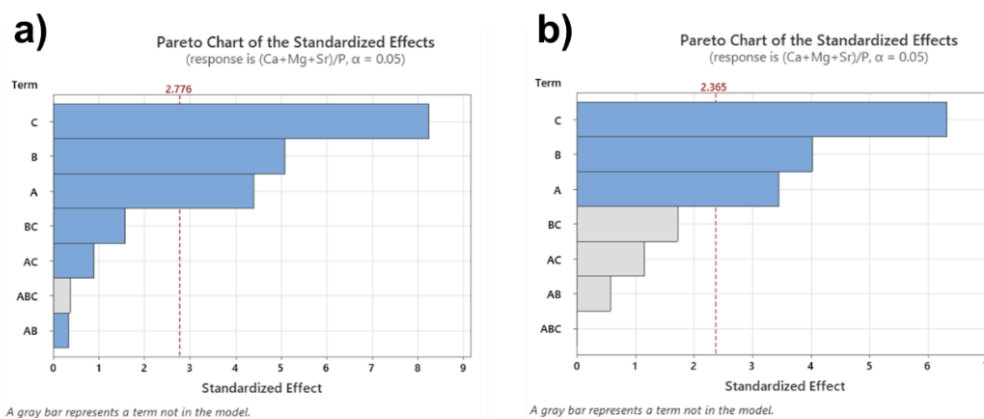 a)
Pareto Chart of the Standardized Effects
(response is (Ca+Mg+Sr)/P, α = 0.05)
Term
2.776
C
B
A
BC
AC
ABC
AB
0 1 2 3 4 5 6 7 8 9
Standardized Effect
A gray bar represents a term not in the model.
b)
Pareto Chart of the Standardized Effects
(response is (Ca+Mg+Sr)/P, α = 0.05)
Term
2.365
C
B
A
BC
AC
AB
ABC
0 1 2 3 4 5 6
Standardized Effect
A gray bar represents a term not in the model.